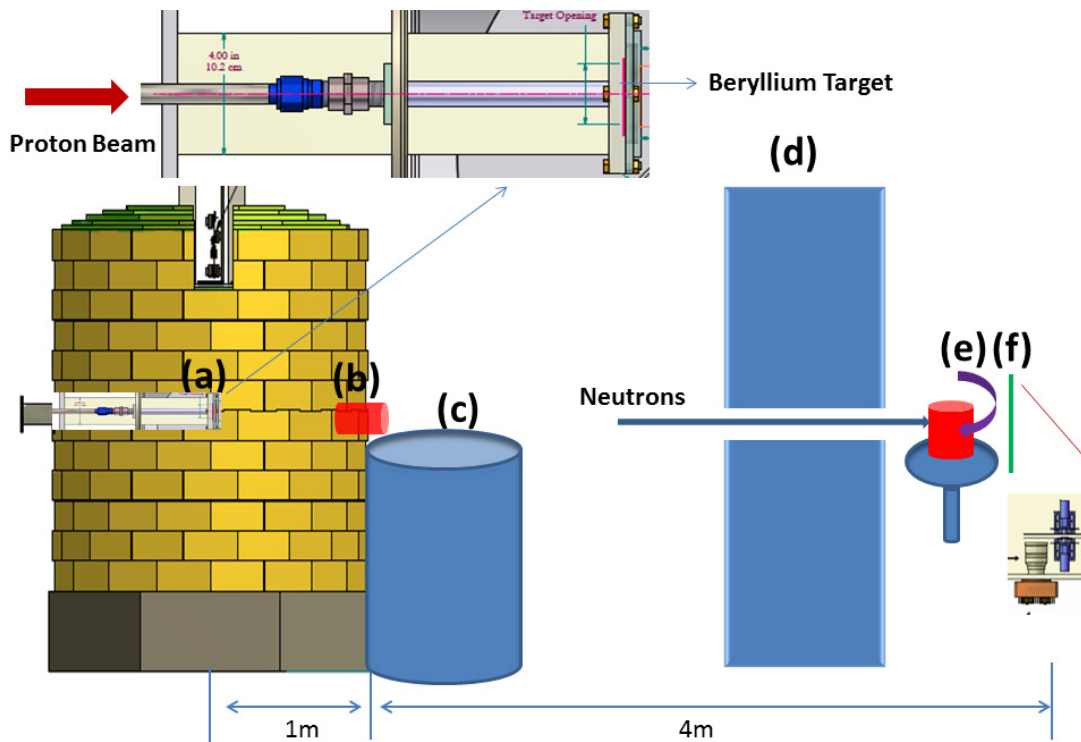 Target Opening
4.00 in
10.2 cm
Beryllium Target
Proton Beam
(d)
(a)
(b)
(c)
(e) (f)
Neutrons
1m
4m